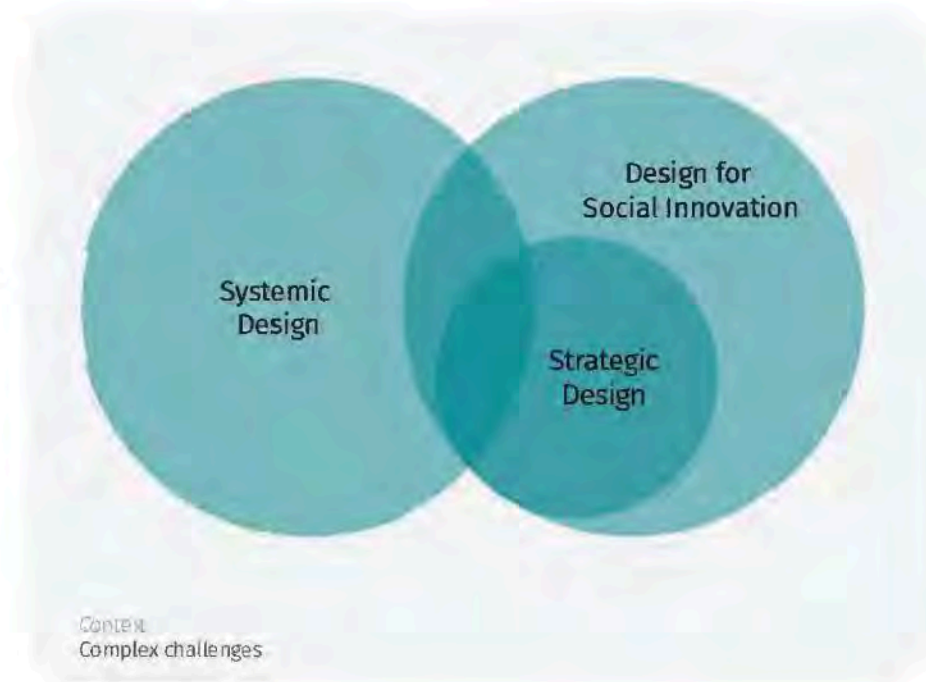 Design for
Social Innovation
Systemic
Design
Strategic
Design
Context
Complex challenges